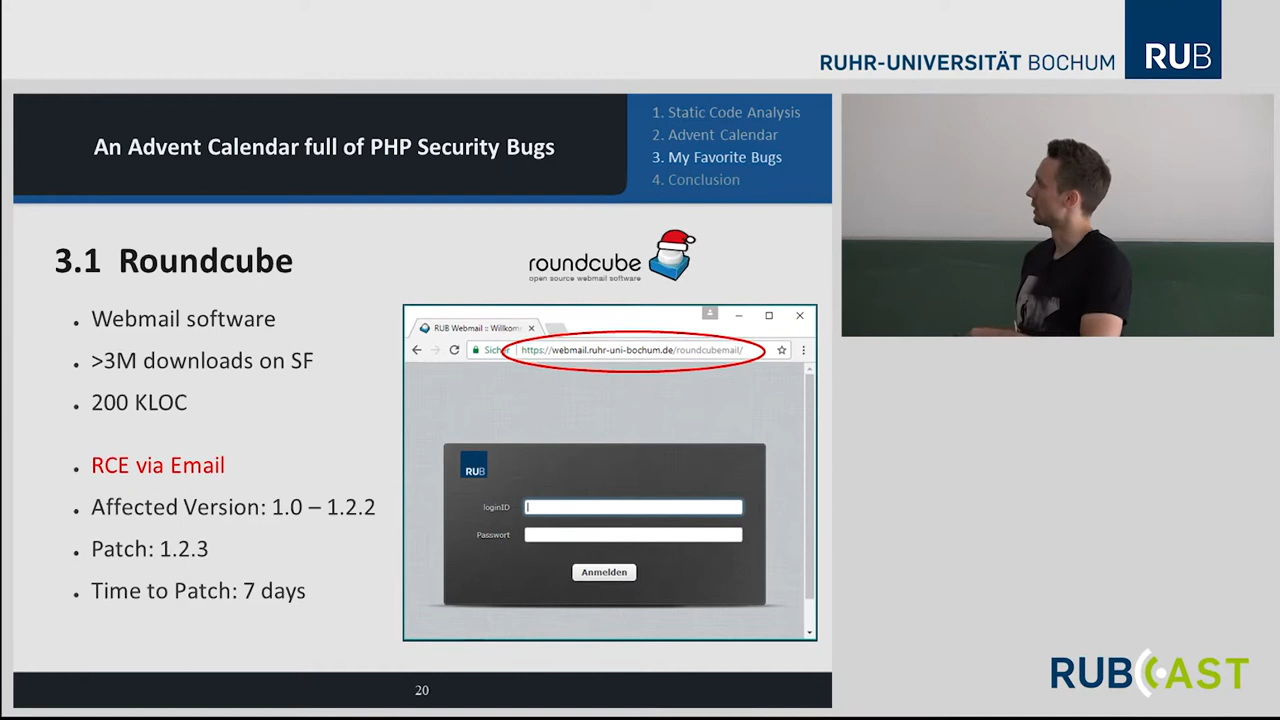 RUHR-UNIVERSITÄT BOCHUM
RUB
An Advent Calendar full of PHP Security Bugs
1. Static Code Analysis
2. Advent Calendar
3. My Favorite Bugs
4. Conclusion
3.1 Roundcube
roundcube
open source webmail software
• Webmail software
• >3M downloads on SF
• 200 KLOC
• RCE via Email
• Affected Version: 1.0 – 1.2.2
• Patch: 1.2.3
• Time to Patch: 7 days
RUB Webmail :: Willkom
Sicher https://webmail.ruhr-uni-bochum.de/roundcubemail/
RUB
loginID
Passwort
Anmelden
20
RUBCAST